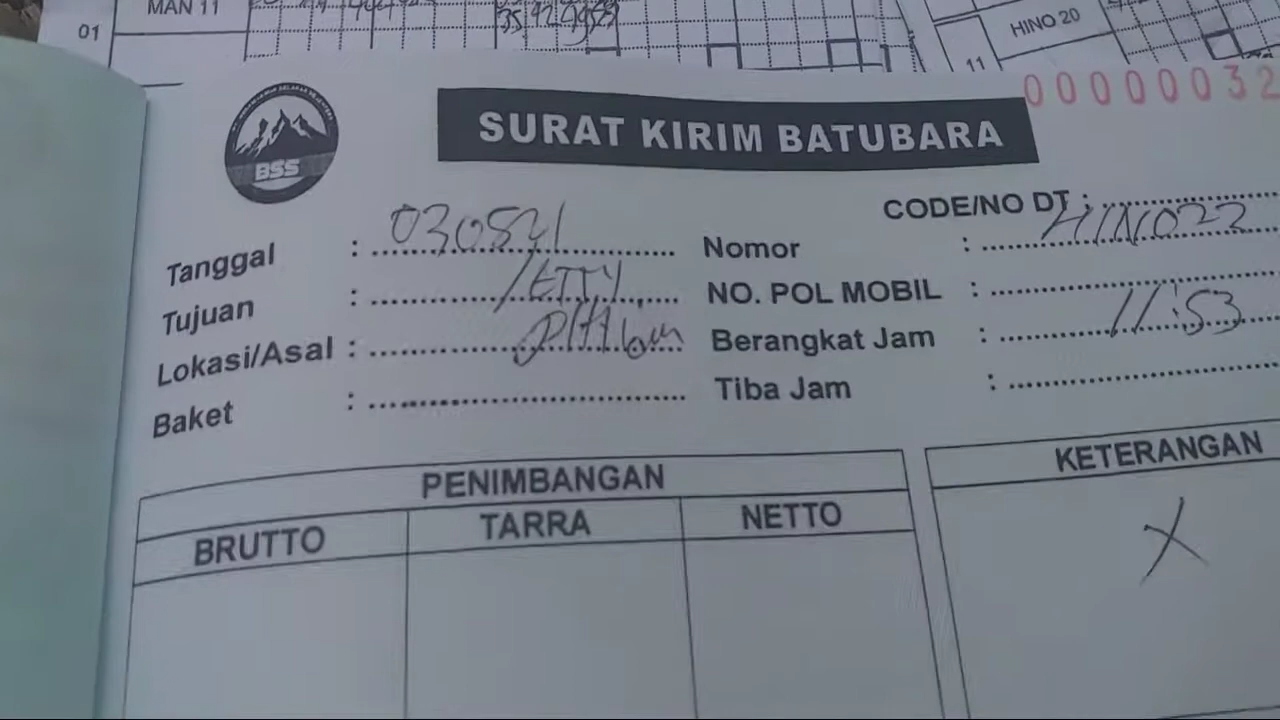 MAN 11
01
HINO 20
11
00000032
BSS
SURAT KIRIM BATUBARA
CODE/NO DT :
Tanggal : 030521
Nomor : HINO22
Tujuan : JETTY
NO. POL MOBIL :
Lokasi/Asal :
Berangkat Jam : 11:53
Baket :
Tiba Jam :
PENIMBANGAN
KETERANGAN
BRUTTO TARRA NETTO
X